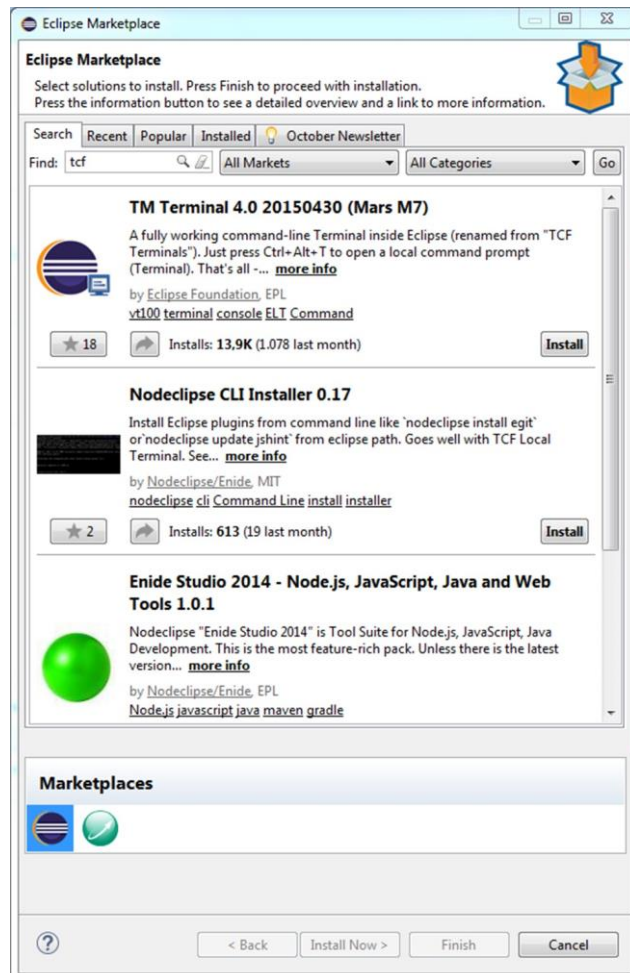 Eclipse Marketplace
Eclipse Marketplace
Select solutions to install. Press Finish to proceed with installation.
Press the information button to see a detailed overview and a link to more information.
Search Recent Popular Installed October Newsletter
Find: tcf All Markets All Categories Go
TM Terminal 4.0 20150430 (Mars M7)
A fully working command-line Terminal inside Eclipse (renamed from "TCF
Terminals"). Just press Ctrl+Alt+T to open a local command prompt
(Terminal). That's all -... more info
by Eclipse Foundation, EPL
vt100 terminal console ELT Command
18 Installs: 13,9K (1.078 last month) Install
Nodeclipse CLI Installer 0.17
Install Eclipse plugins from command line like `nodeclipse install egit`
or`nodeclipse update jshint` from eclipse path. Goes well with TCF Local
Terminal. See... more info
by Nodeclipse/Enide, MIT
nodeclipse cli Command Line install installer
2 Installs: 613 (19 last month) Install
Enide Studio 2014 - Node.js, JavaScript, Java and Web
Tools 1.0.1
Nodeclipse "Enide Studio 2014" is Tool Suite for Node.js, JavaScript, Java
Development. This is the most feature-rich pack. Unless there is the latest
version... more info
by Nodeclipse/Enide, EPL
Node.js javascript java maven gradle
Marketplaces
? < Back Install Now > Finish Cancel